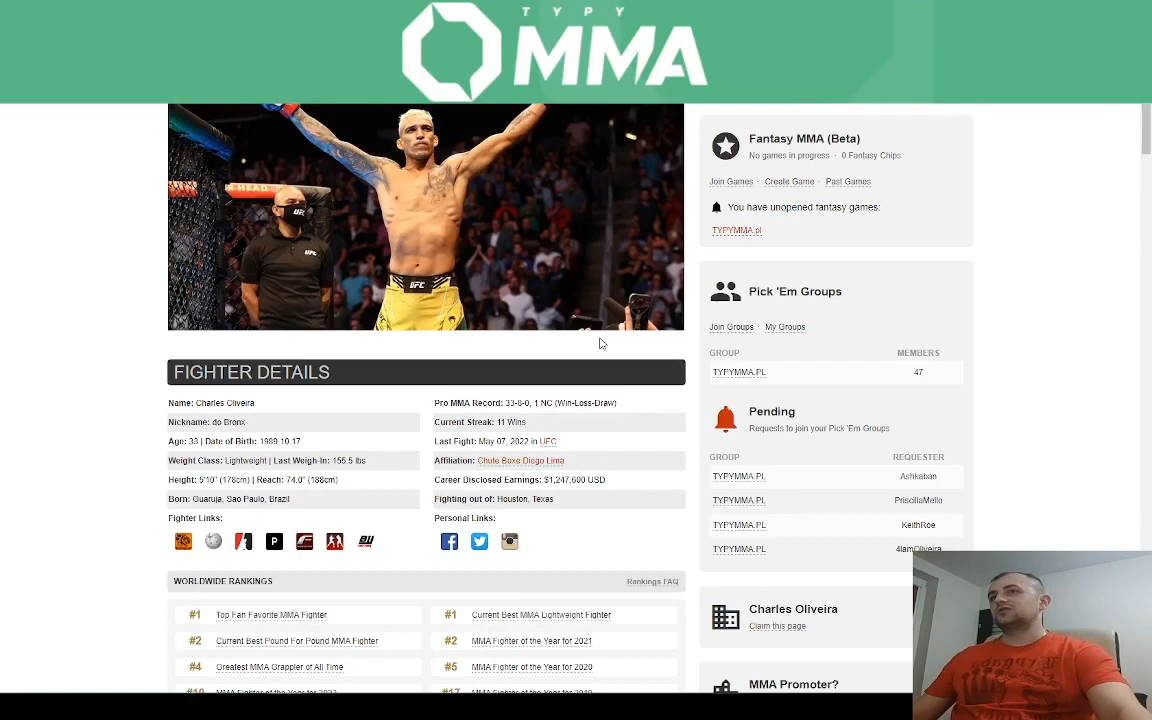 TYPY
MMA
Fantasy MMA (Beta)
No games in progress · 0 Fantasy Chips
Join Games · Create Game · Past Games
You have unopened fantasy games:
TYPYMMA.pl
UFC
UFC
UFC
Pick 'Em Groups
Join Groups · My Groups
GROUP MEMBERS
TYPYMMA.PL 47
Pending
Requests to join your Pick 'Em Groups
GROUP REQUESTER
TYPYMMA.PL Ashkaban
TYPYMMA.PL PriscillaMello
TYPYMMA.PL KeithRoe
TYPYMMA.PL 4IamOliveira
Charles Oliveira
Claim this page
MMA Promoter?
FIGHTER DETAILS
Name: Charles Oliveira
Pro MMA Record: 33-8-0, 1 NC (Win-Loss-Draw)
Nickname: do Bronx
Current Streak: 11 Wins
Age: 33 | Date of Birth: 1989.10.17
Last Fight: May 07, 2022 in UFC
Weight Class: Lightweight | Last Weigh-In: 155.5 lbs
Affiliation: Chute Boxe Diego Lima
Height: 5'10" (178cm) | Reach: 74.0" (188cm)
Career Disclosed Earnings: $1,247,600 USD
Born: Guaruja, Sao Paulo, Brazil
Fighting out of: Houston, Texas
Fighter Links:
Personal Links:
WORLDWIDE RANKINGS Rankings FAQ
#1 Top Fan Favorite MMA Fighter
#1 Current Best MMA Lightweight Fighter
#2 Current Best Pound For Pound MMA Fighter
#2 MMA Fighter of the Year for 2021
#4 Greatest MMA Grappler of All Time
#5 MMA Fighter of the Year for 2020